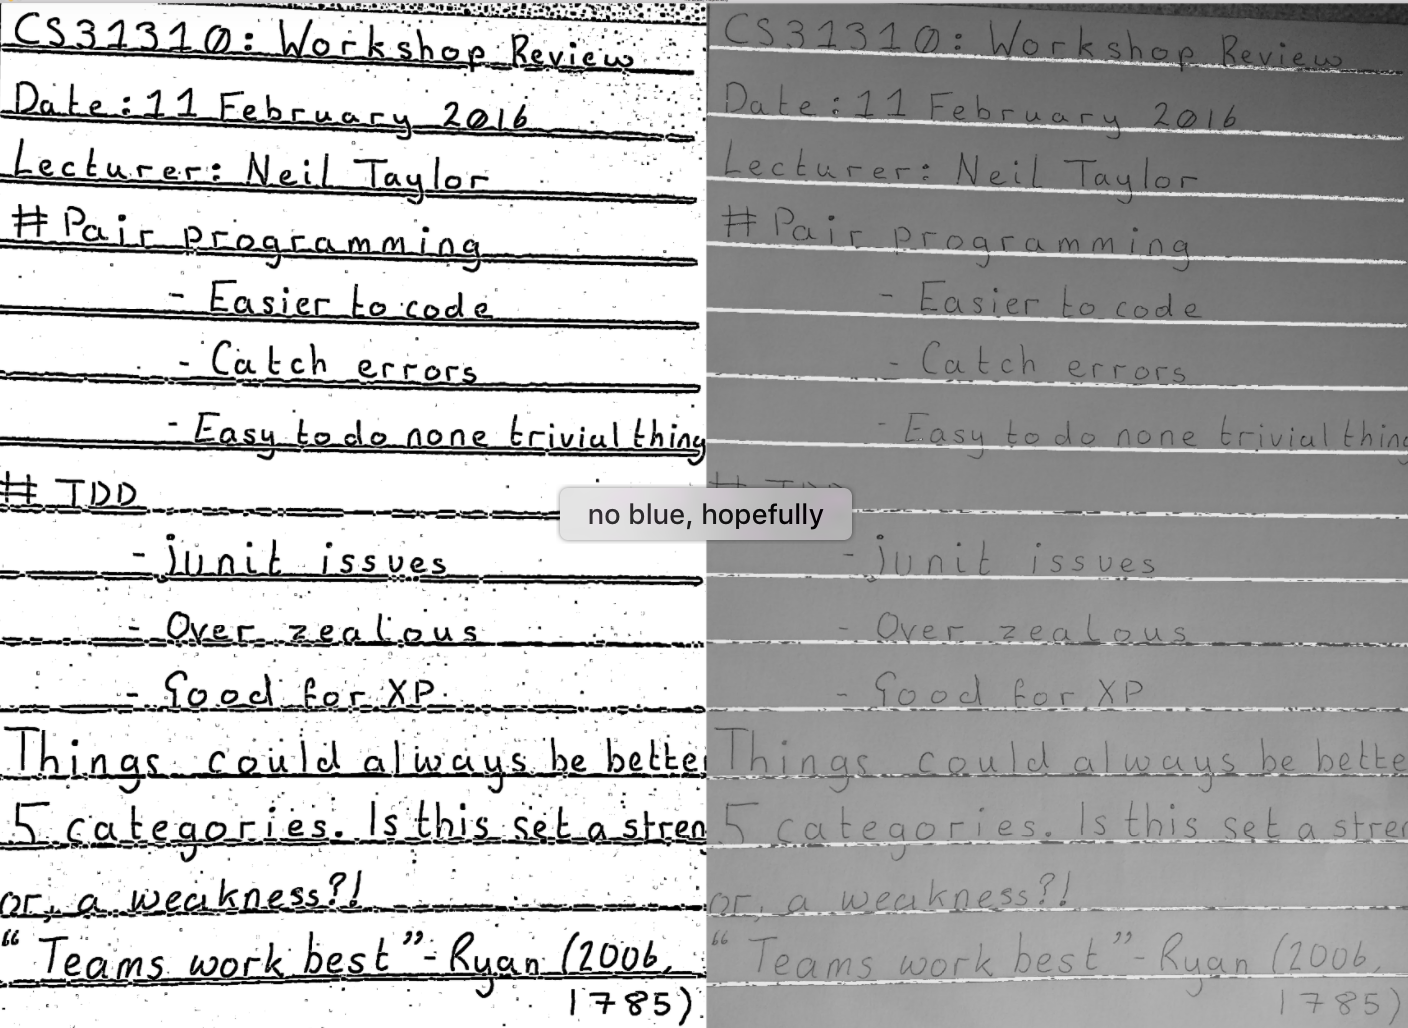 CS31310: Workshop Review
Date: 11 February 2016
Lecturer: Neil Taylor
# Pair programming
- Easier to code
- Catch errors
- Easy to do none trivial thing
# TDD
- junit issues
- Over zealous
- Good for XP
Things could always be bette
5 categories. Is this set a stren
or, a weakness?!
“Teams work best” - Ryan (2006,
1785)
CS31310: Workshop Review
Date: 11 February 2016
Lecturer: Neil Taylor
# Pair programming
- Easier to code
- Catch errors
- Easy to do none trivial thing
# TDD
- junit issues
- Over zealous
- Good for XP
Things could always be bette
5 categories. Is this set a stren
or, a weakness?!
“Teams work best” - Ryan (2006,
1785)
no blue, hopefully